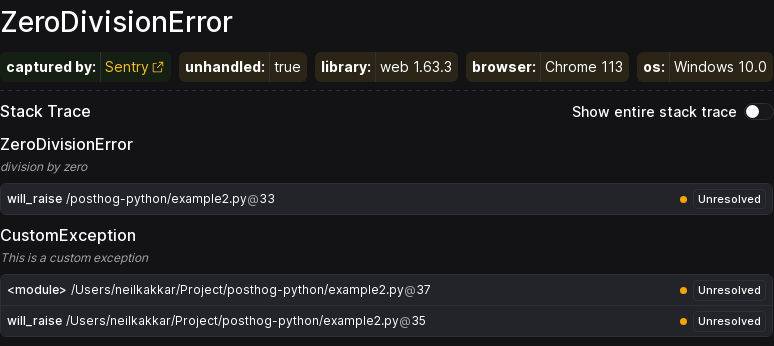 ZeroDivisionError
captured by: Sentry unhandled: true library: web 1.63.3 browser: Chrome 113 os: Windows 10.0
Stack Trace Show entire stack trace
ZeroDivisionError
division by zero
will_raise /posthog-python/example2.py@33 Unresolved
CustomException
This is a custom exception
<module> /Users/neilkakkar/Project/posthog-python/example2.py@37 Unresolved
will_raise /Users/neilkakkar/Project/posthog-python/example2.py@35 Unresolved